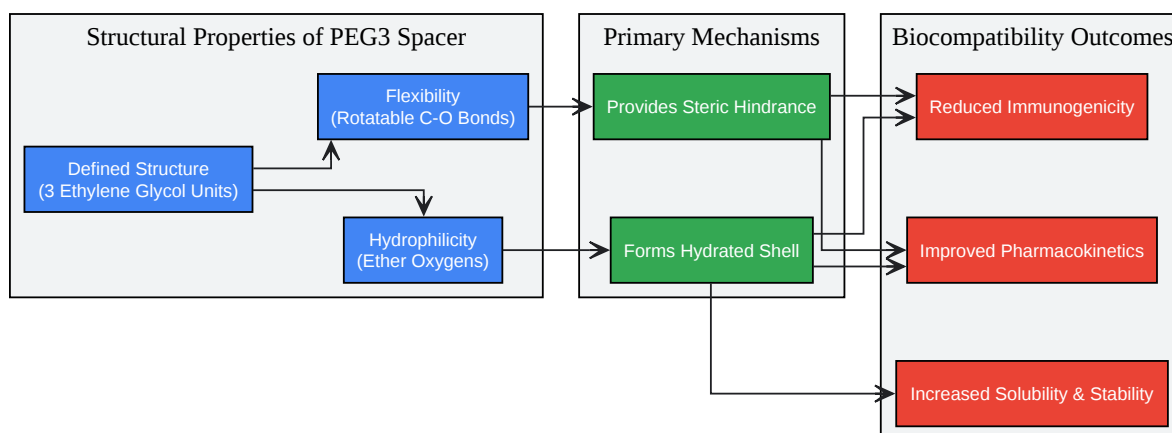 Structural Properties of PEG3 Spacer
Flexibility
(Rotatable C-O Bonds)
Defined Structure
(3 Ethylene Glycol Units)
Hydrophilicity
(Ether Oxygens)
Primary Mechanisms
Provides Steric Hindrance
Forms Hydrated Shell
Biocompatibility Outcomes
Reduced Immunogenicity
Improved Pharmacokinetics
Increased Solubility & Stability